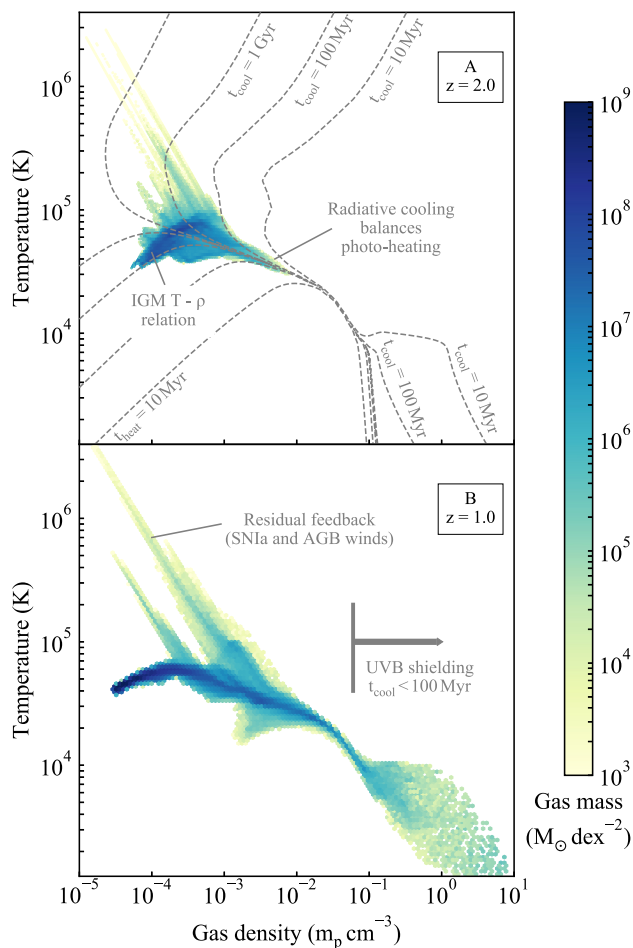 A
z = 2.0
t_cool = 1 Gyr
t_cool = 100 Myr
t_cool = 10 Myr
10^6
10^5
10^4
Temperature (K)
Radiative cooling
balances
photo-heating
IGM T - ρ
relation
t_heat = 10 Myr
t_cool = 100 Myr
t_cool = 10 Myr
B
z = 1.0
10^6
10^5
10^4
Temperature (K)
Residual feedback
(SNIa and AGB winds)
UVB shielding
t_cool < 100 Myr
10^−5
10^−4
10^−3
10^−2
10^−1
10^0
10^1
Gas density (m_p cm^−3)
10^9
10^8
10^7
10^6
10^5
10^4
10^3
Gas mass
(M_⊙ dex^−2)